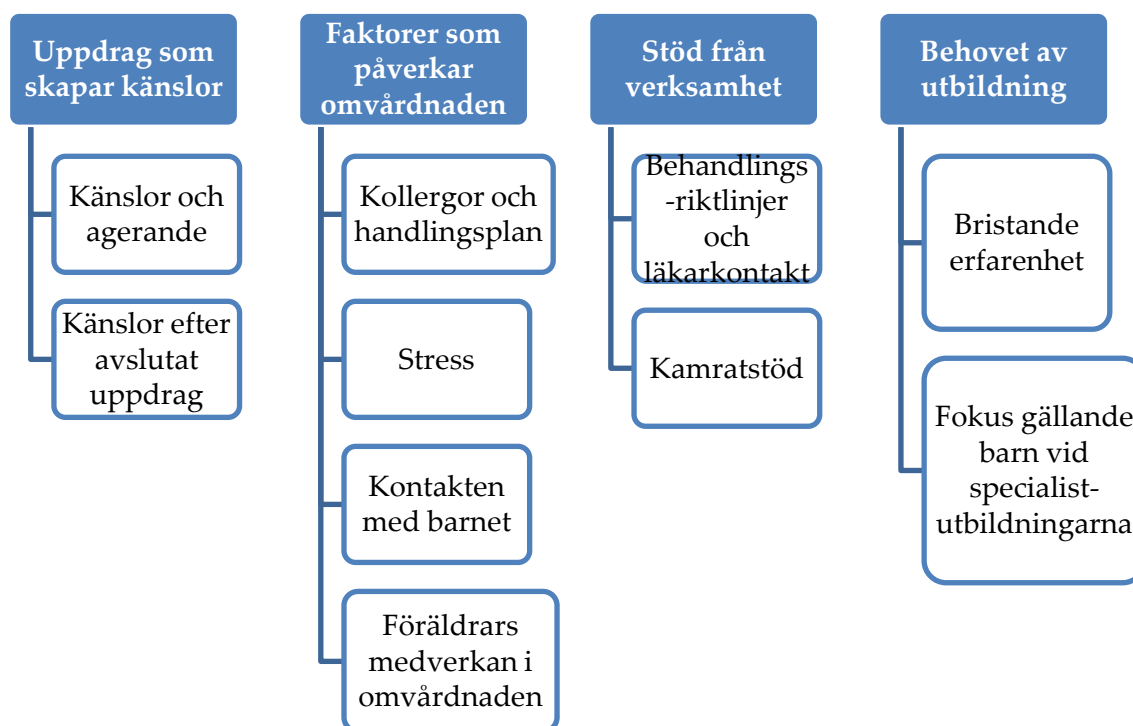 Uppdrag som
skapar känslor
Känslor och
agerande
Känslor efter
avslutat
uppdrag
Faktorer som
påverkar
omvårdnaden
Kollergor och
handlingsplan
Stress
Kontakten
med barnet
Föräldrars
medverkan i
omvårdnaden
Stöd från
verksamhet
Behandlings
-riktlinjer
och
läkarkontakt
Kamratstöd
Behovet av
utbildning
Bristande
erfarenhet
Fokus gällande
barn vid
specialist-
utbildningarna